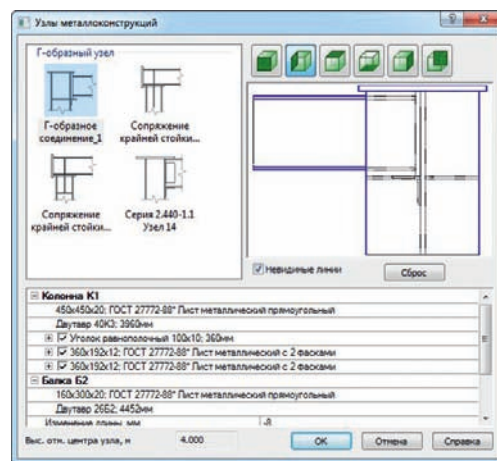 Узлы металлоконструкций
Г-образный узел
Г-образное
соединение_1
Сопряжение
крайней стойки...
Сопряжение
крайней стойки...
Серия 2.440-1.1
Узел 14
Невидимые линии
Сброс
Колонна К1
450x450x20; ГОСТ 27772-88* Лист металлический прямоугольный
Двутавр 40К3; 3960мм
Уголок равнополочный 100x10; 360мм
360x192x12; ГОСТ 27772-88* Лист металлический с 2 фасками
360x192x12; ГОСТ 27772-88* Лист металлический с 2 фасками
Балка Б2
160x300x20; ГОСТ 27772-88* Лист металлический прямоугольный
Двутавр 26Б2; 4452мм
Изменение длины, мм -8
Выс. отн. центра узла, м 4.000
ОК Отмена Справка